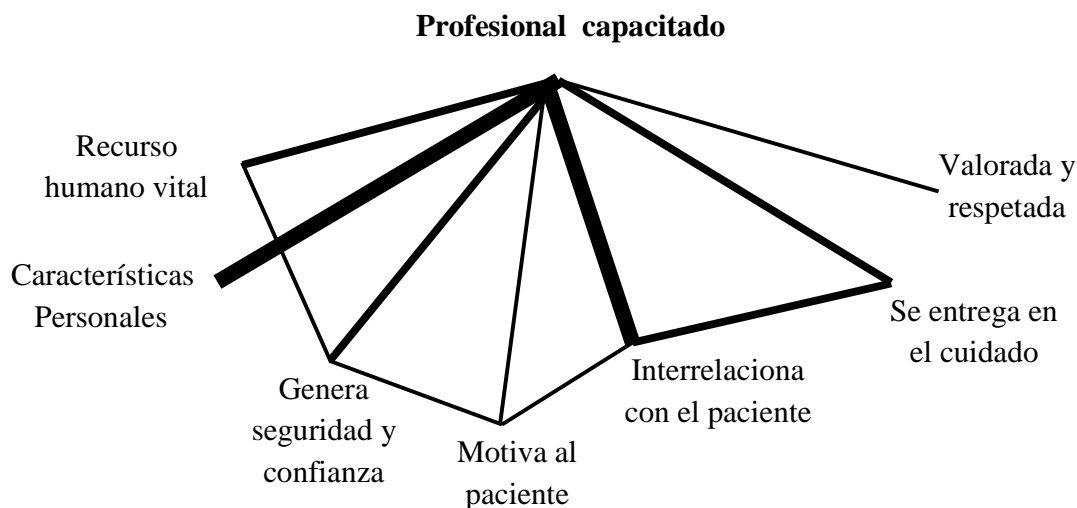 Profesional capacitado
Recurso
humano vital
Valorada y
respetada
Características
Personales
Se entrega en
el cuidado
Interrelaciona
con el paciente
Genera
seguridad y
confianza
Motiva al
paciente